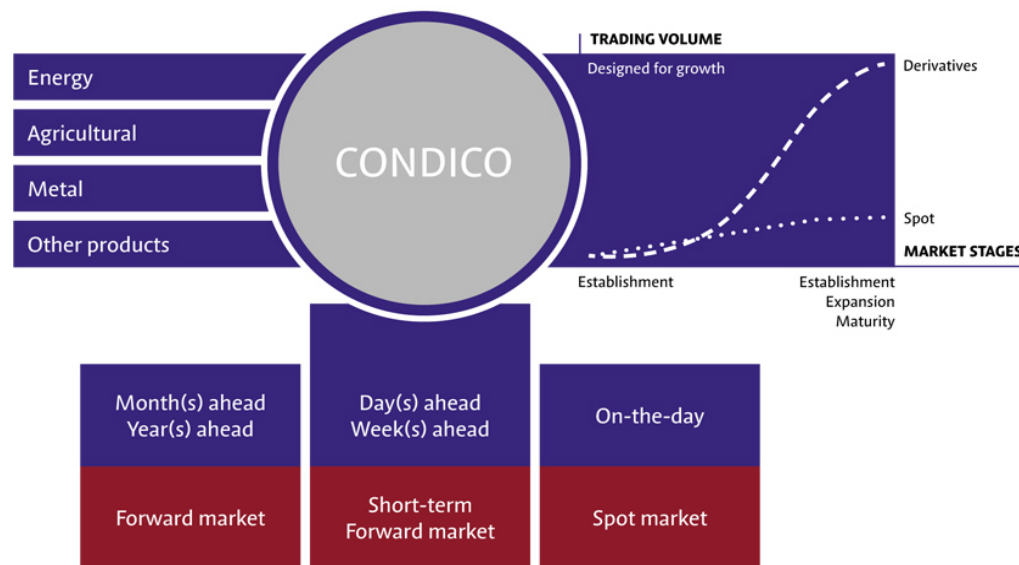 Energy
Agricultural
Metal
Other products
CONDICO
TRADING VOLUME
Designed for growth
Derivatives
Spot
MARKET STAGES
Establishment
Establishment
Expansion
Maturity
Month(s) ahead
Year(s) ahead
Forward market
Day(s) ahead
Week(s) ahead
Short-term
Forward market
On-the-day
Spot market